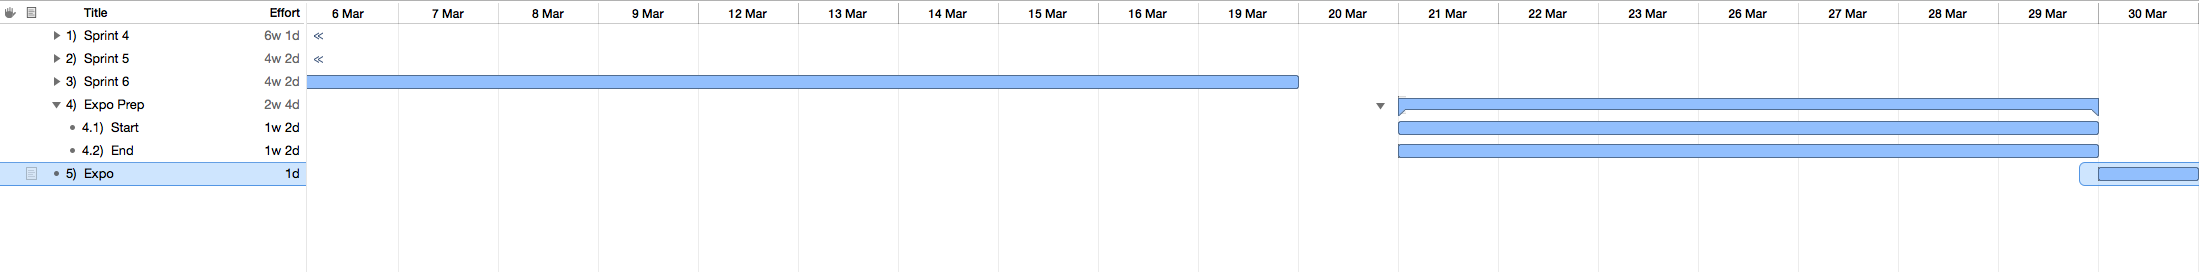 Title Effort 6 Mar 7 Mar 8 Mar 9 Mar 12 Mar 13 Mar 14 Mar 15 Mar 16 Mar 19 Mar 20 Mar 21 Mar 22 Mar 23 Mar 26 Mar 27 Mar 28 Mar 29 Mar 30 Mar
1) Sprint 4 6w 1d
2) Sprint 5 4w 2d
3) Sprint 6 4w 2d
4) Expo Prep 2w 4d
4.1) Start 1w 2d
4.2) End 1w 2d
5) Expo 1d